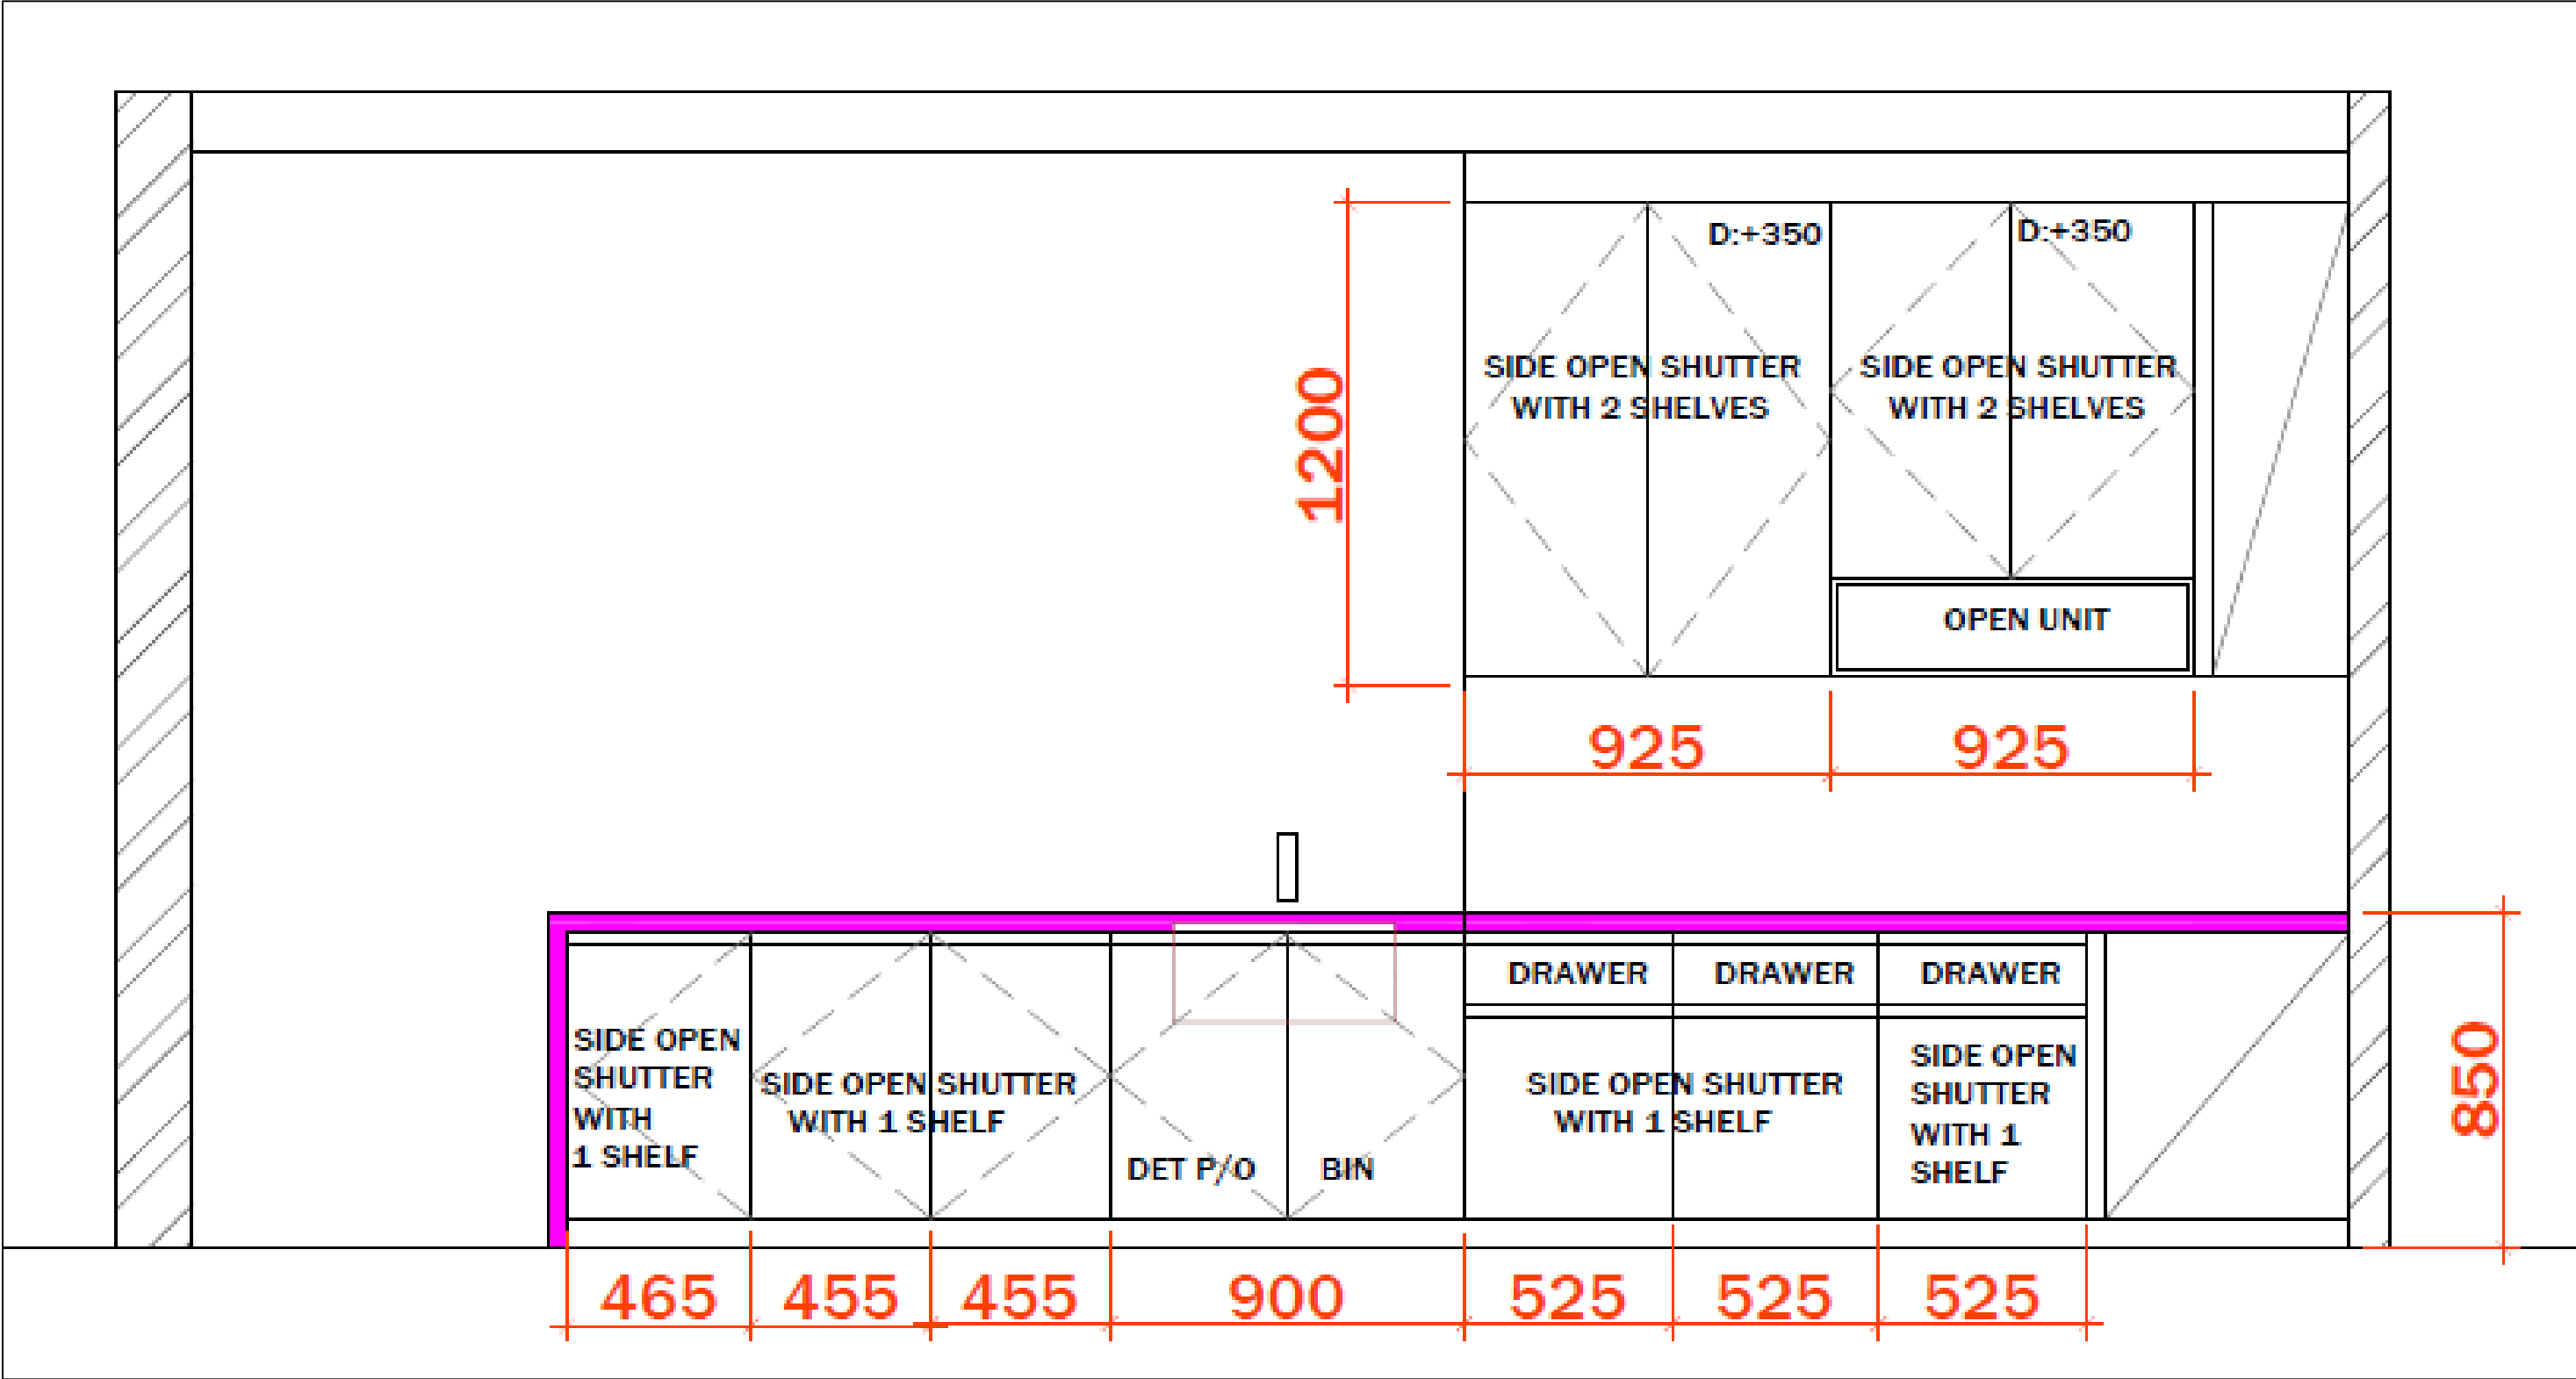 D:+350
D:+350
SIDE OPEN SHUTTER
WITH 2 SHELVES
SIDE OPEN SHUTTER
WITH 2 SHELVES
1200
OPEN UNIT
925
925
DRAWER
DRAWER
DRAWER
SIDE OPEN
SHUTTER
WITH
1 SHELF
SIDE OPEN SHUTTER
WITH 1 SHELF
DET P/O
BIN
SIDE OPEN SHUTTER
WITH 1 SHELF
SIDE OPEN
SHUTTER
WITH 1
SHELF
850
465
455
455
900
525
525
525